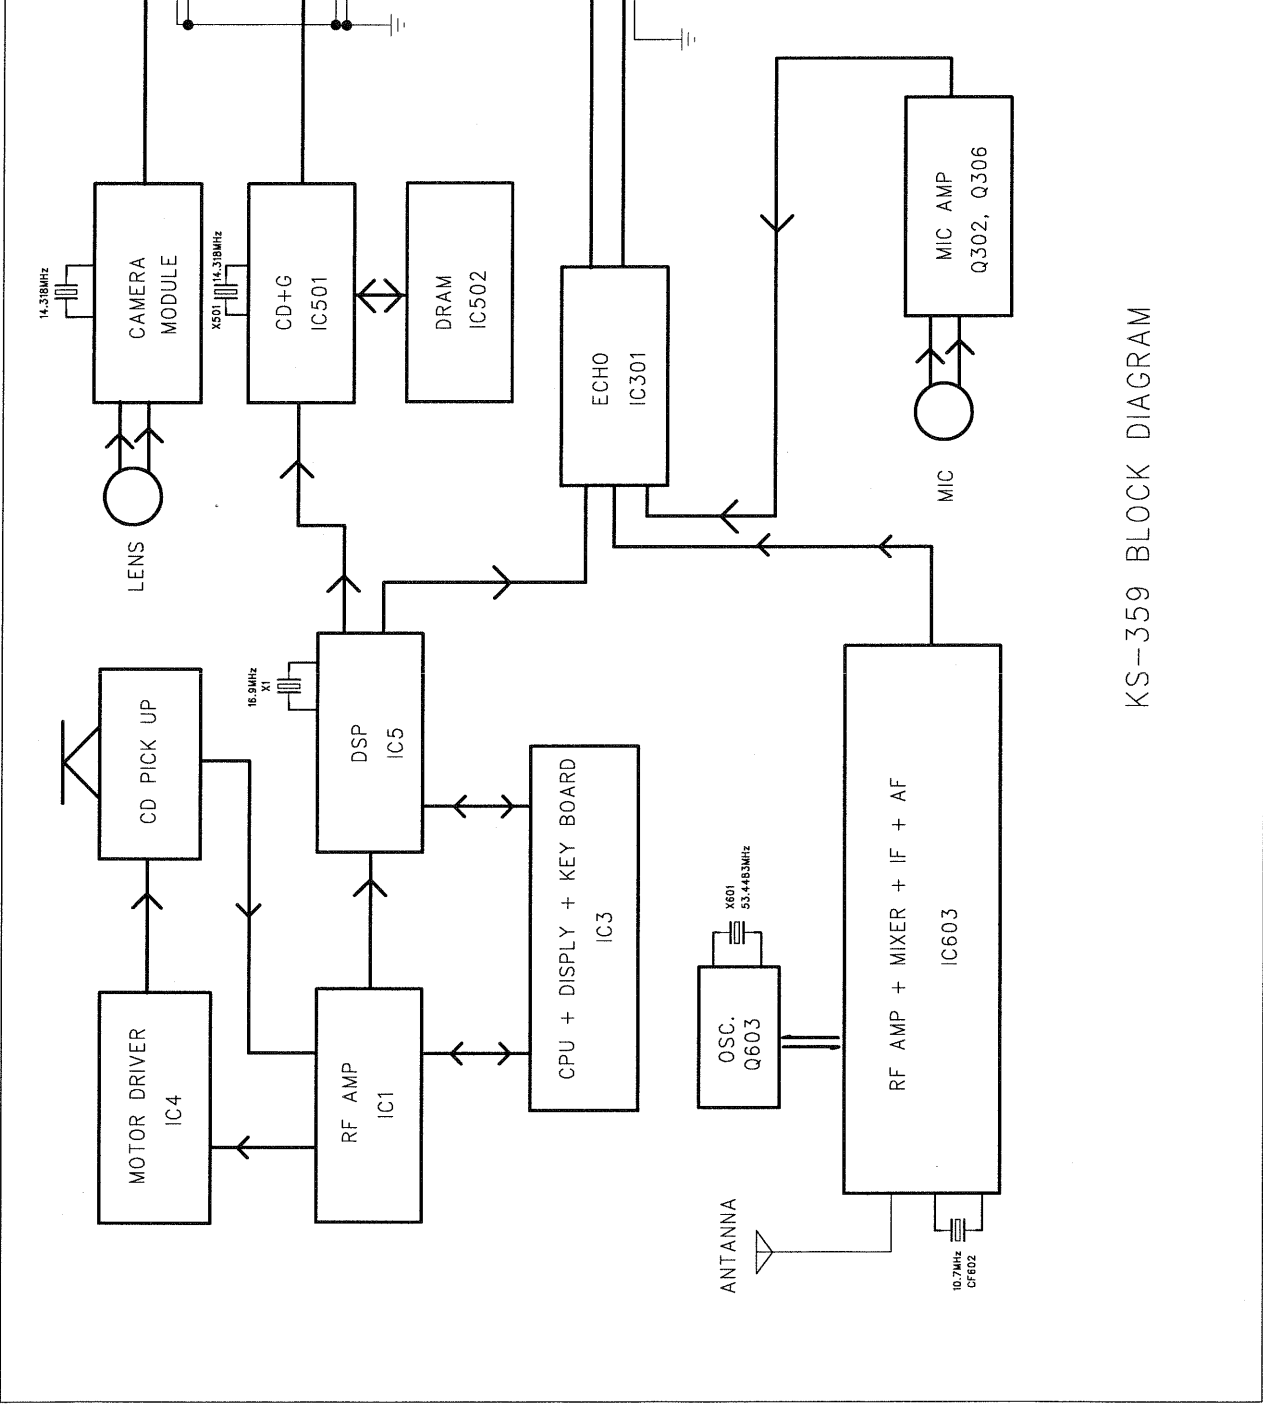 MOTOR DRIVER
IC4
CD PICK UP
LENS
14.318MHz
CAMERA
MODULE
RF AMP
IC1
16.9MHz
X1
DSP
IC5
X501
14.318MHz
CD+G
IC501
DRAM
IC502
CPU + DISPLY + KEY BOARD
IC3
ECHO
IC301
ANTANNA
OSC.
Q603
X601
53.4483MHz
RF AMP + MIXER + IF + AF
IC603
10.7MHz
CF602
MIC
MIC AMP
Q302, Q306
KS-359 BLOCK DIAGRAM